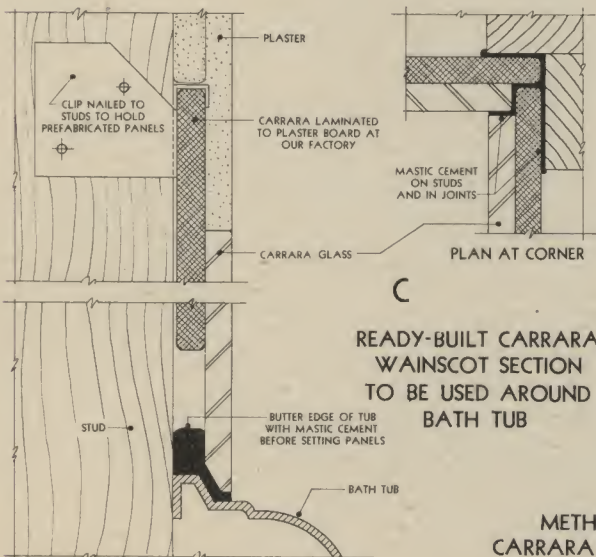 PLASTER
CLIP NAILED TO
STUDS TO HOLD
PREFABRICATED PANELS
CARRARA LAMINATED
TO PLASTER BOARD AT
OUR FACTORY
MASTIC CEMENT
ON STUDS
AND IN JOINTS
CARRARA GLASS
PLAN AT CORNER
C
READY-BUILT CARRARA
WAINSCOT SECTION
TO BE USED AROUND
BATH TUB
BUTTER EDGE OF TUB
WITH MASTIC CEMENT
BEFORE SETTING PANELS
STUD
BATH TUB
METH
CARRARA